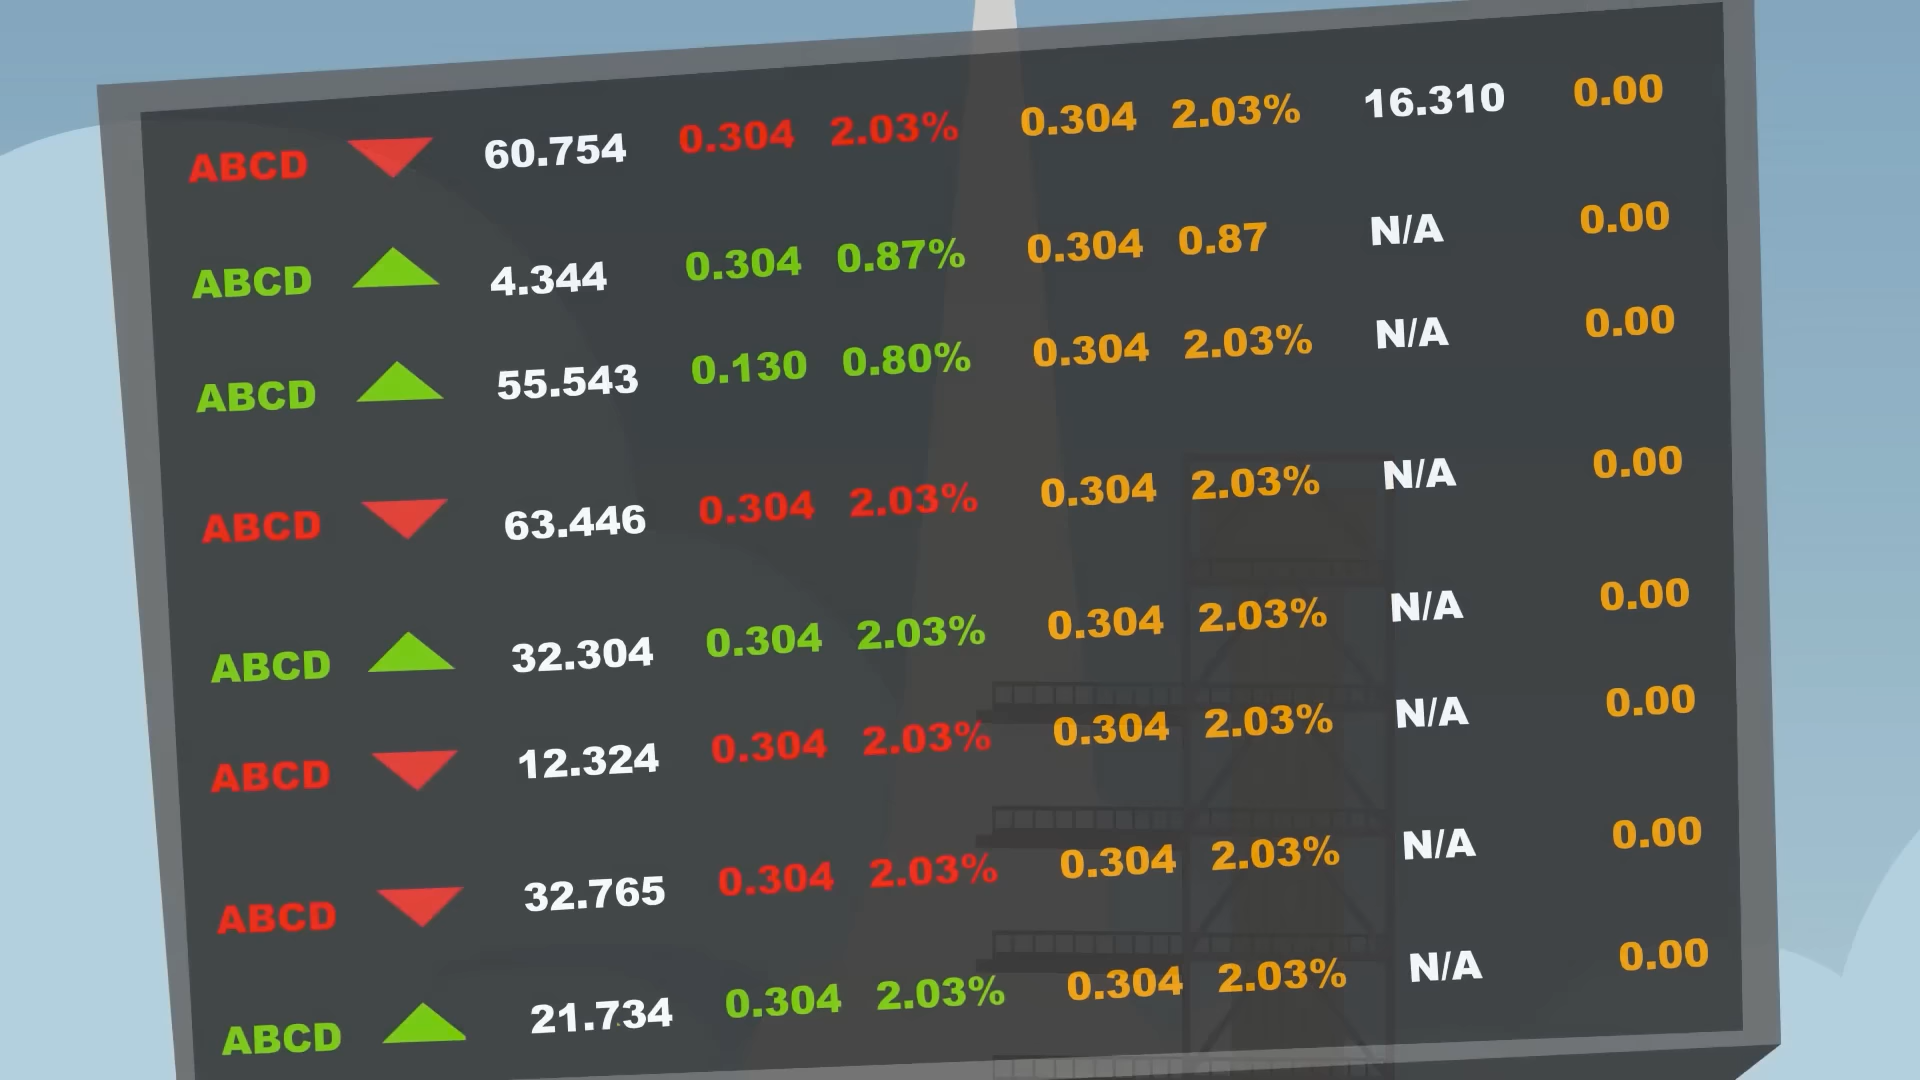 ABCD 60.754 0.304 2.03% 0.304 2.03% 16.310 0.00
ABCD 4.344 0.304 0.87% 0.304 0.87 N/A 0.00
ABCD 55.543 0.130 0.80% 0.304 2.03% N/A 0.00
ABCD 63.446 0.304 2.03% 0.304 2.03% N/A 0.00
ABCD 32.304 0.304 2.03% 0.304 2.03% N/A 0.00
ABCD 12.324 0.304 2.03% 0.304 2.03% N/A 0.00
ABCD 32.765 0.304 2.03% 0.304 2.03% N/A 0.00
ABCD 21.734 0.304 2.03% 0.304 2.03% N/A 0.00